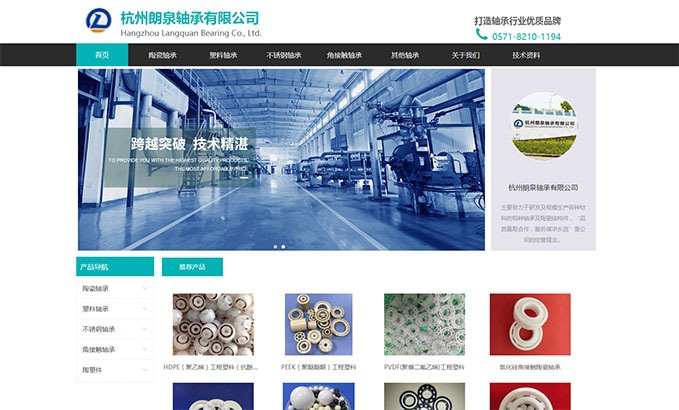 杭州朗泉轴承有限公司
Hangzhou Langquan Bearing Co., Ltd.
打造轴承行业优质品牌
0571-8210-1194
首页 陶瓷轴承 塑料轴承 不锈钢轴承 角接触轴承 其他轴承 关于我们 技术资料
跨越突破 技术精湛
TO PROVIDE YOU WITH THE HIGHEST QUALITY PRODUCTS,
THE MOST AFFORDABLE PRICE.
杭州朗泉轴承有限公司
杭州朗泉轴承有限公司
主要致力于研发及规模生产各种材
料的特种轴承及陶瓷结构件，“品
质赢取合作，服务谋求长远”是公
司的经营理念。
产品导航
陶瓷轴承
塑料轴承
不锈钢轴承
角接触轴承
陶塑件
推荐产品
HDPE（聚乙烯）工程塑料（抗酸...
PEEK（聚醚醚酮）工程塑料
PVDF(聚偏二氟乙烯)工程塑料
氧化锆角接触陶瓷轴承